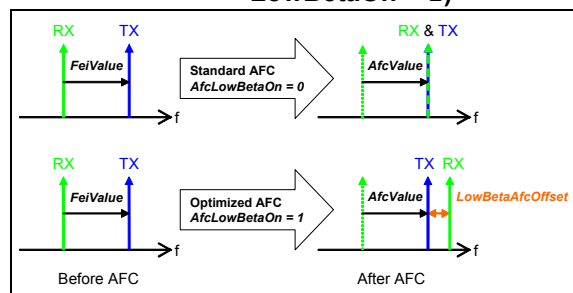 LowBetaOn = 1)
RX TX RX & TX
FeiValue Standard AFC AfcValue
AfcLowBetaOn = 0
f f
RX TX TX RX
FeiValue Optimized AFC AfcValue LowBetaAfcOffset
AfcLowBetaOn = 1
f f
Before AFC After AFC